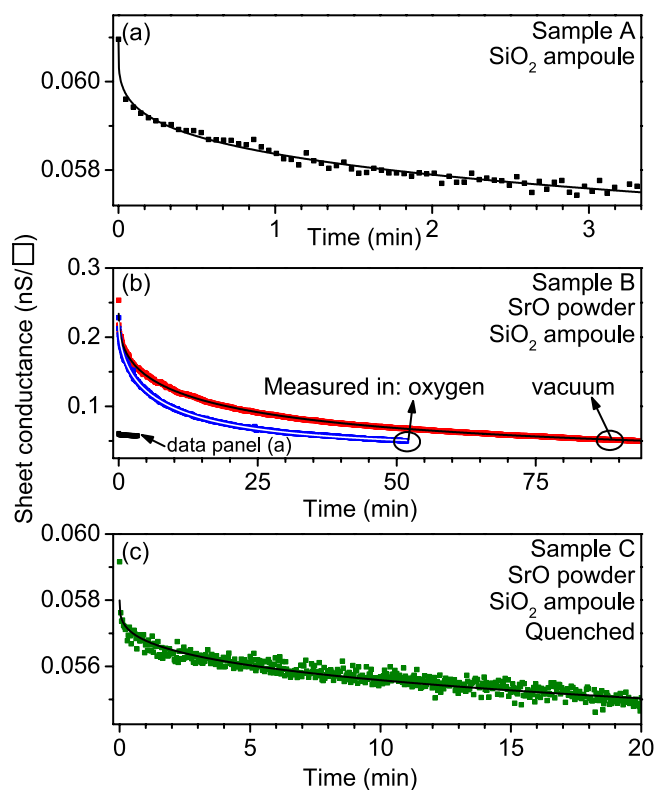 (a)
Sample A
SiO₂ ampoule
0.060
0.058
0
1
2
3
Time (min)
Sheet conductance (nS/□)
(b)
Sample B
SrO powder
SiO₂ ampoule
0.3
0.2
0.1
Measured in: oxygen
vacuum
data panel (a)
0
25
50
75
Time (min)
(c)
Sample C
SrO powder
SiO₂ ampoule
Quenched
0.060
0.058
0.056
0
5
10
15
20
Time (min)